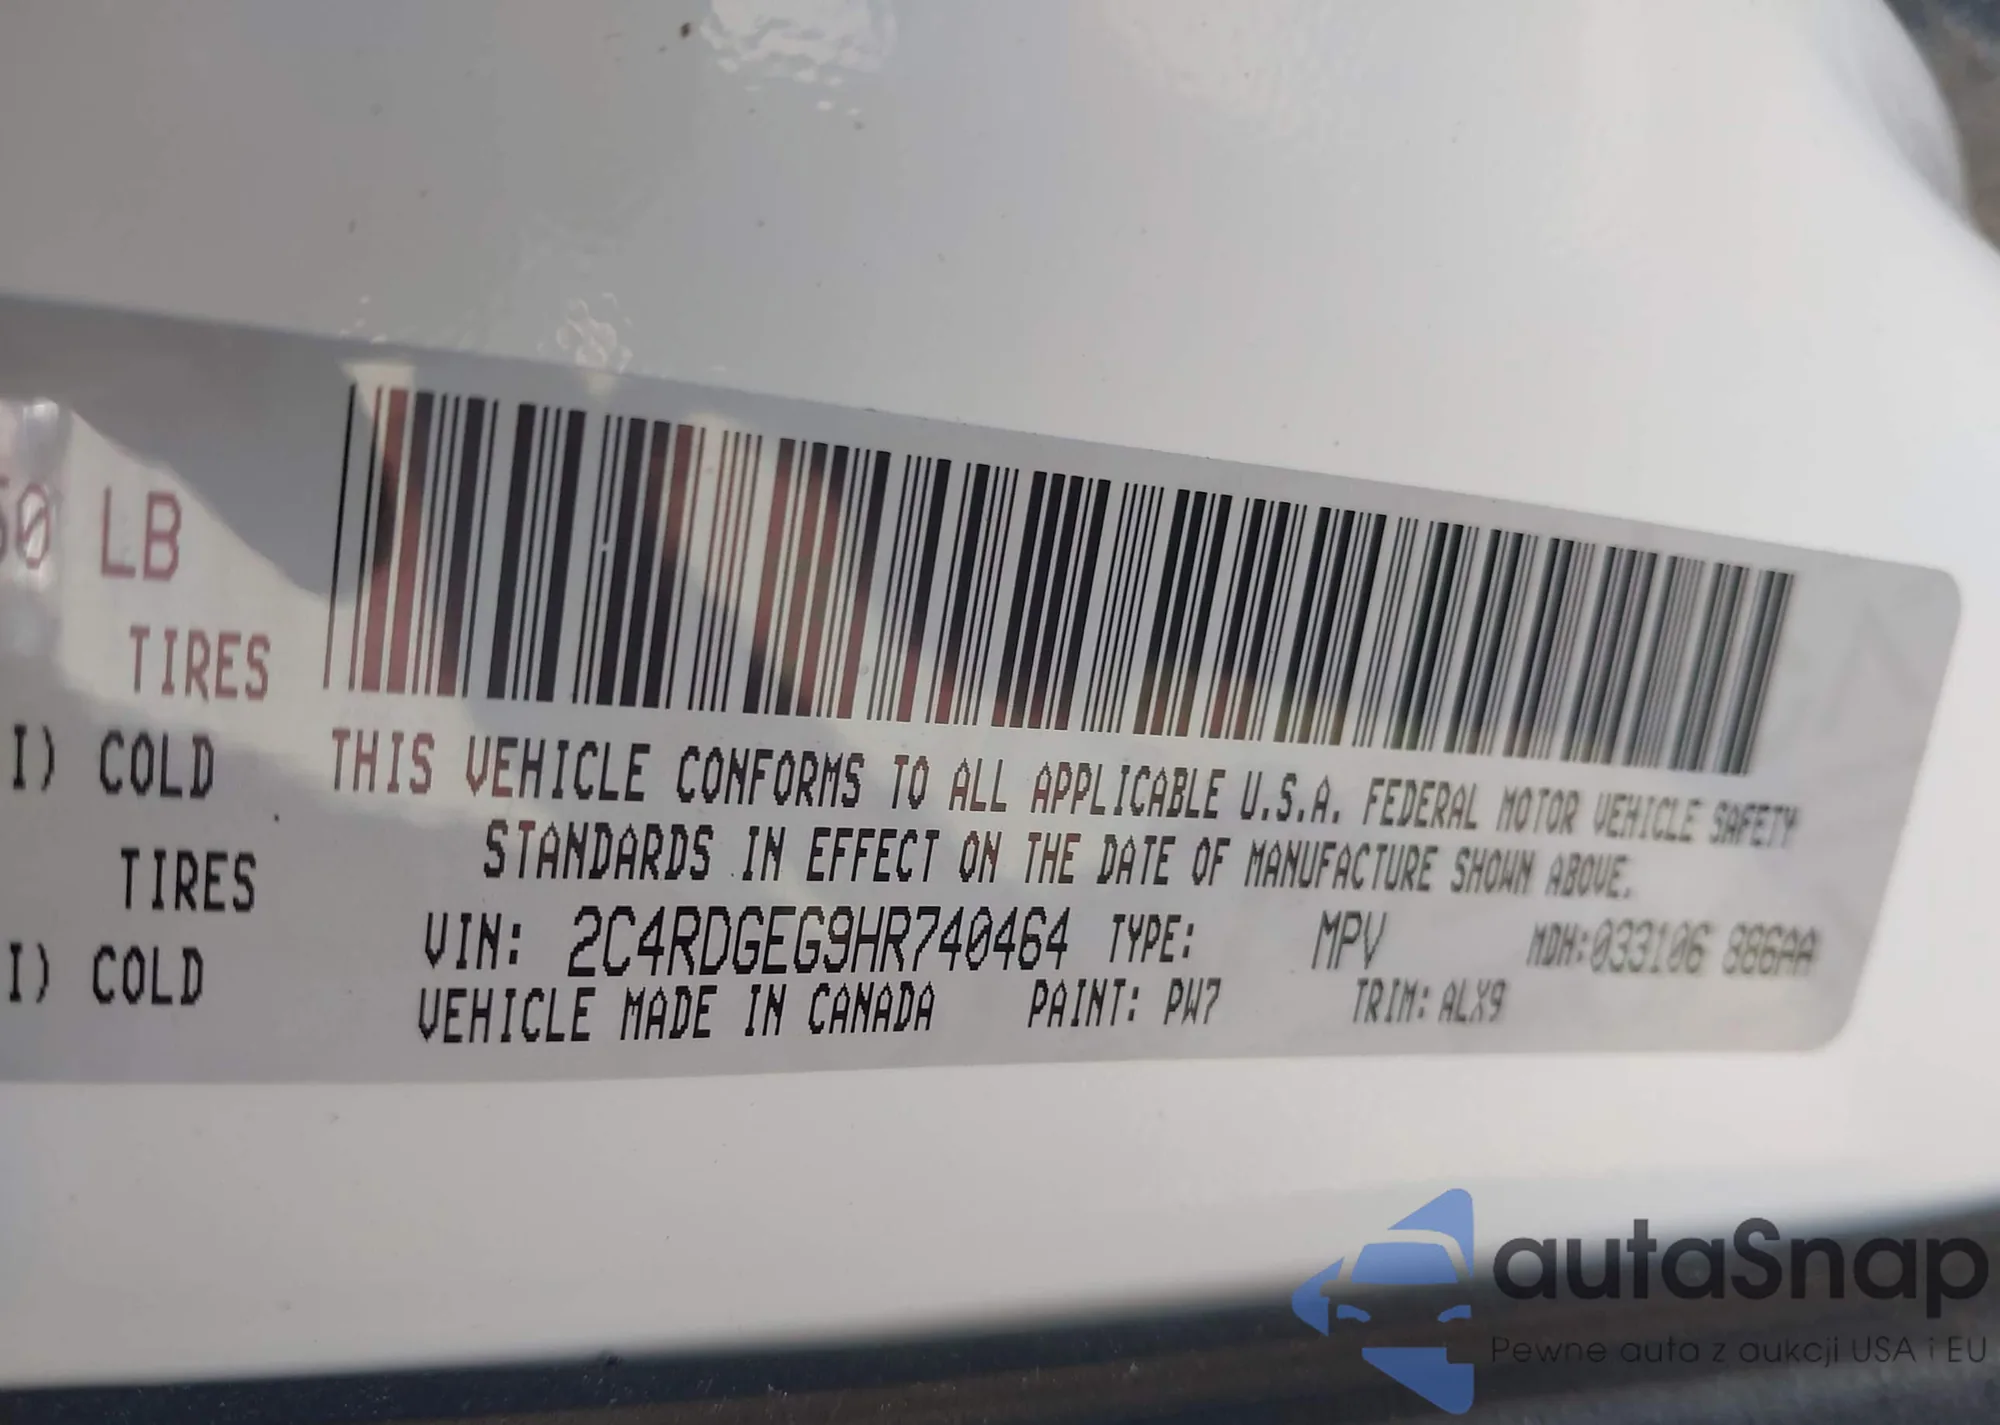 50 LB
TIRES
I) COLD
TIRES
I) COLD
THIS VEHICLE CONFORMS TO ALL APPLICABLE U.S.A. FEDERAL MOTOR VEHICLE SAFETY
STANDARDS IN EFFECT ON THE DATE OF MANUFACTURE SHOWN ABOVE.
VIN: 2C4RDGEG9HR740464 TYPE: MPV MDH:033106 886AA
VEHICLE MADE IN CANADA PAINT: PW7 TRIM: ALX9
autaSnap
Pewne auta z aukcji USA i EU